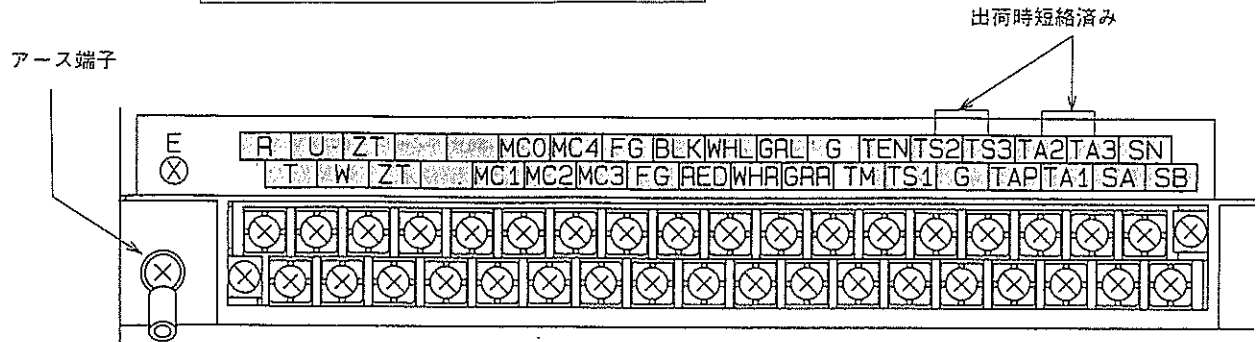 出荷時短絡済み
アース端子
E
R U ZT MC0 MC4 FG BLK WHL GRL G TEN TS2 TS3 TA2 TA3 SN
T W ZT MC1 MC2 MC3 FG RED WHR GRR TM TS1 G TAP TA1 SA SB